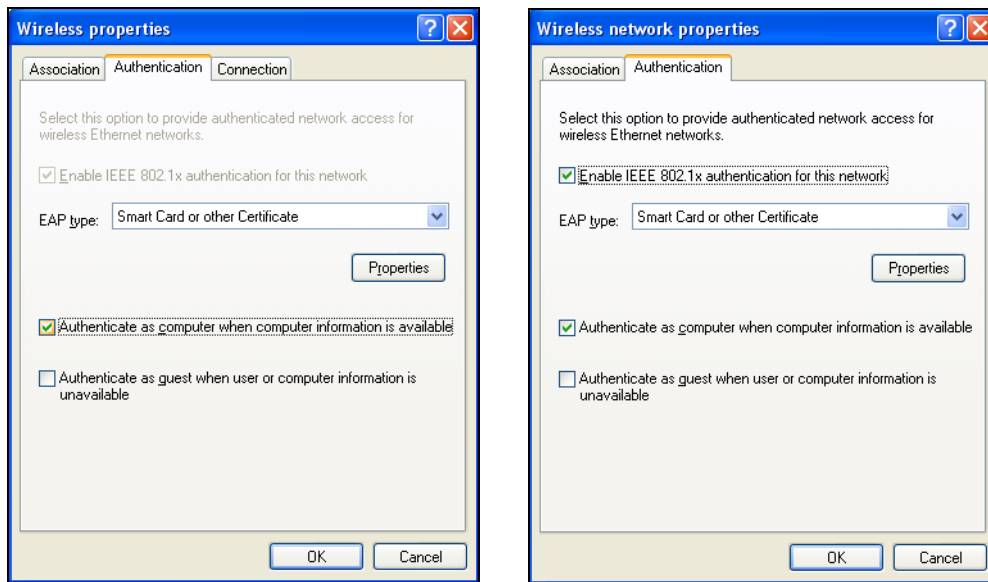 Wireless properties
Association
Authentication
Connection
Select this option to provide authenticated network access for
wireless Ethernet networks.
Enable IEEE 802.1x authentication for this network
EAP type:
Smart Card or other Certificate
Properties
Authenticate as computer when computer information is available
Authenticate as guest when user or computer information is
unavailable
OK
Cancel
Wireless network properties
Association
Authentication
Select this option to provide authenticated network access for
wireless Ethernet networks.
Enable IEEE 802.1x authentication for this network
EAP type:
Smart Card or other Certificate
Properties
Authenticate as computer when computer information is available
Authenticate as guest when user or computer information is
unavailable
OK
Cancel